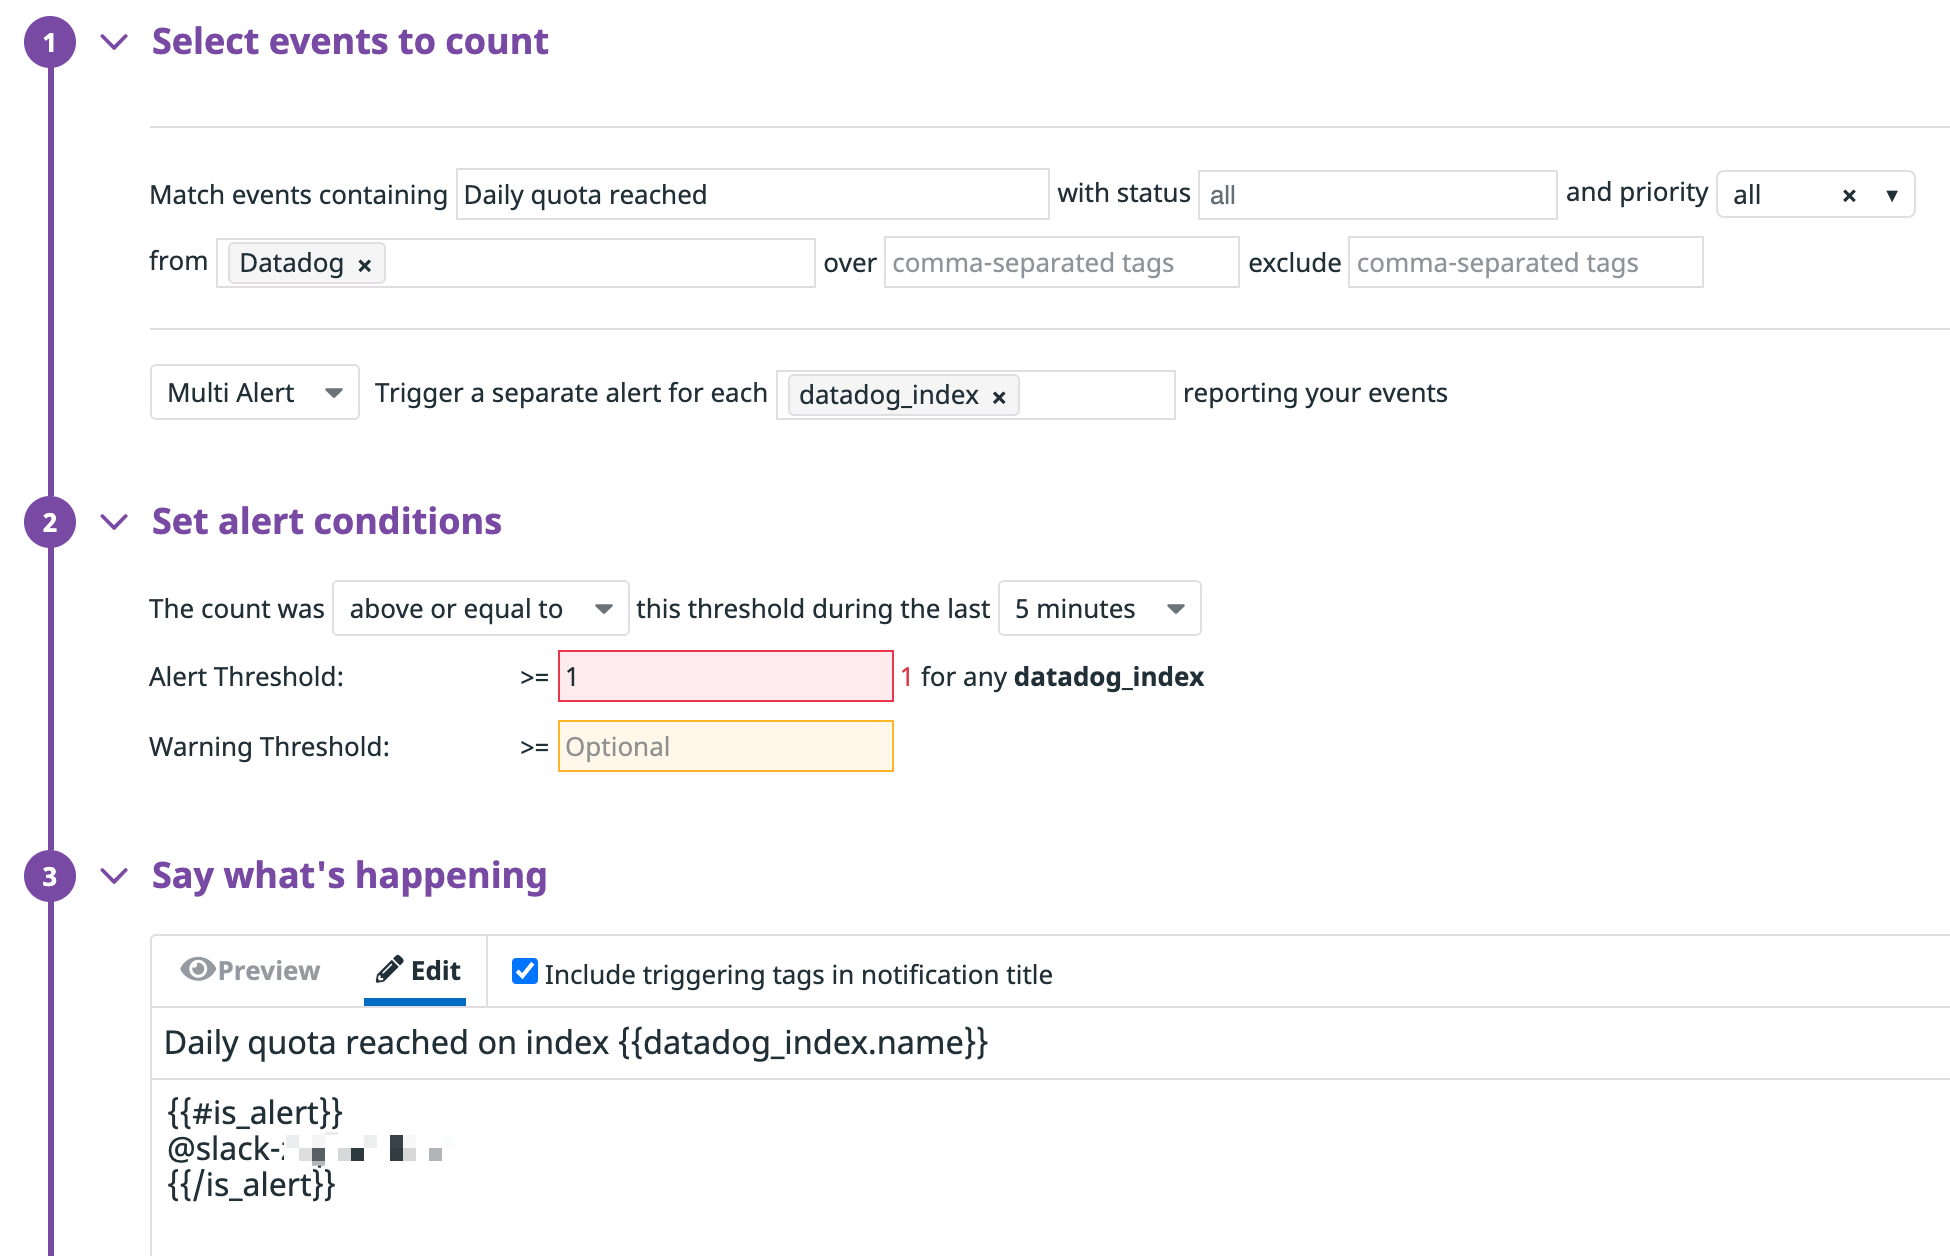 1 Select events to count
Match events containing Daily quota reached with status all and priority all × ▼
from Datadog × over comma-separated tags exclude comma-separated tags
Multi Alert Trigger a separate alert for each datadog_index × reporting your events
2 Set alert conditions
The count was above or equal to this threshold during the last 5 minutes
Alert Threshold: >= 1 1 for any datadog_index
Warning Threshold: >= Optional
3 Say what's happening
Preview Edit Include triggering tags in notification title
Daily quota reached on index {{datadog_index.name}}
{{#is_alert}}
@slack-
{{/is_alert}}